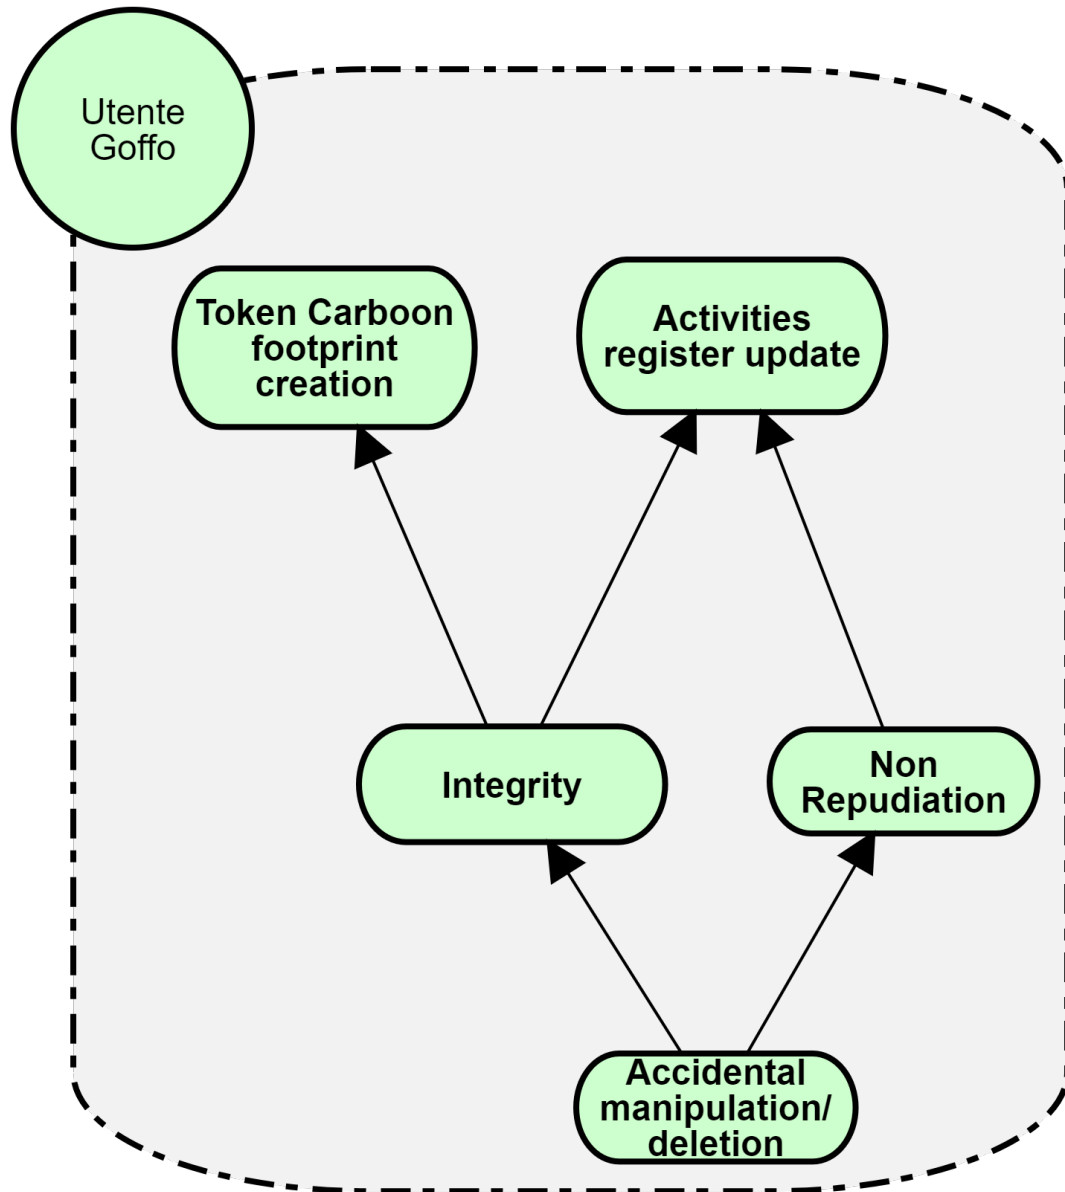 Utente
Goffo
Token Carboon
footprint
creation
Activities
register update
Integrity
Non
Repudiation
Accidental
manipulation/
deletion